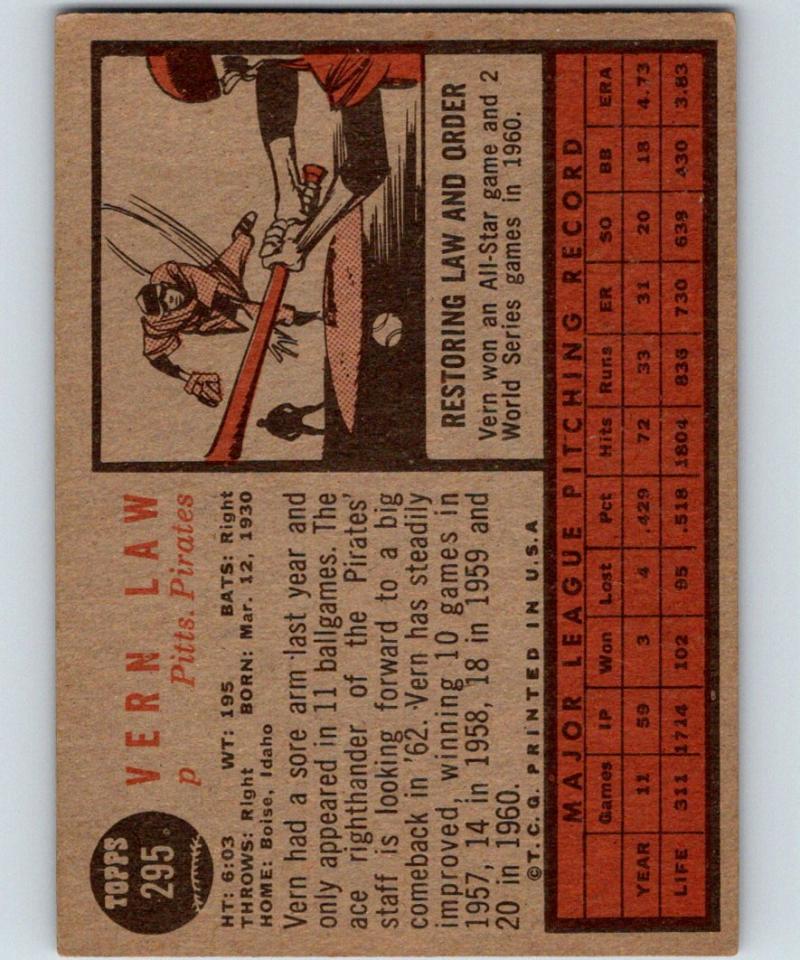 TOPPS
295
VERN LAW
p Pitts. Pirates
HT: 6:03 WT: 195 BATS: Right
THROWS: Right BORN: Mar. 12, 1930
HOME: Boise, Idaho
Vern had a sore arm last year and
only appeared in 11 ballgames. The
ace righthander of the Pirates'
staff is looking forward to a big
comeback in '62. Vern has steadily
improved, winning 10 games in
1957, 14 in 1958, 18 in 1959 and
20 in 1960.
©T.C.G. PRINTED IN U.S.A
RESTORING LAW AND ORDER
Vern won an All-Star game and 2
World Series games in 1960.
MAJOR LEAGUE PITCHING RECORD
Games IP Won Lost Pct Hits Runs ER SO BB ERA
YEAR 11 59 3 4 .429 72 33 31 20 18 4.73
LIFE 311 1714 102 95 .518 1804 836 730 639 430 3.83